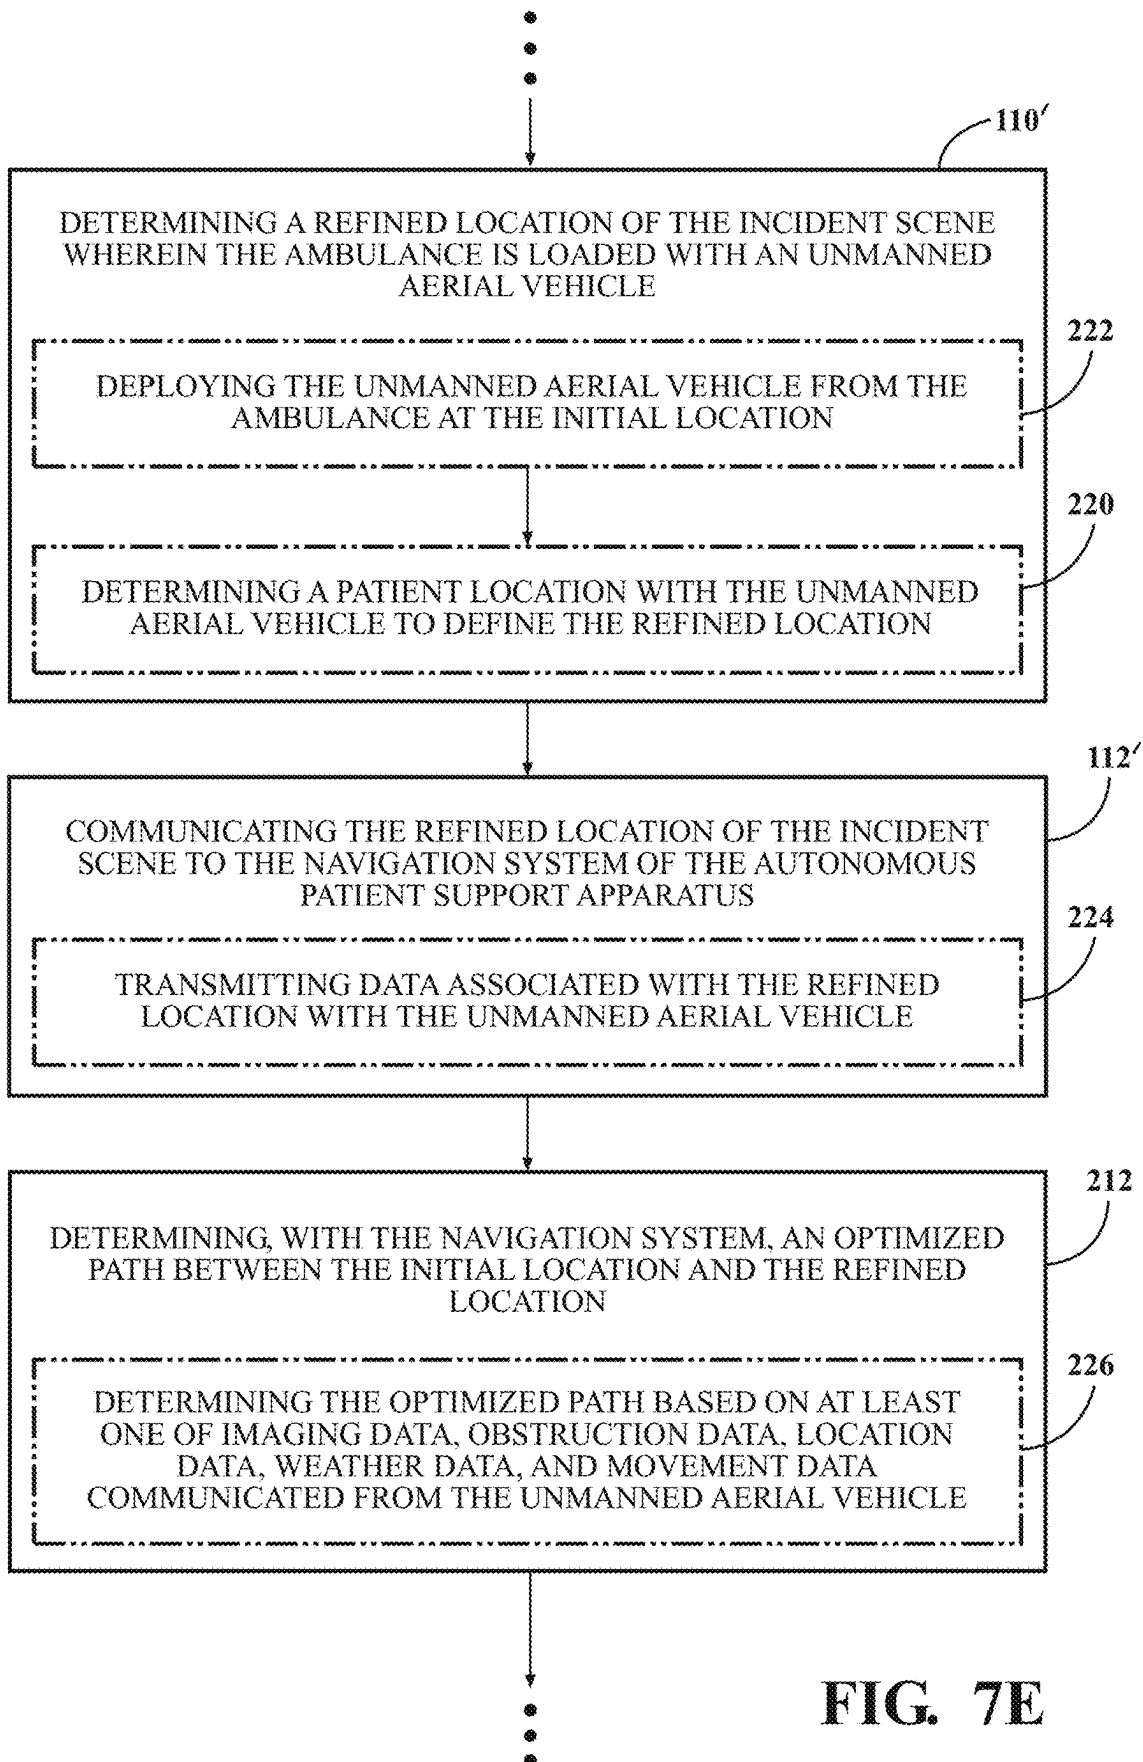 110′
DETERMINING A REFINED LOCATION OF THE INCIDENT SCENE
WHEREIN THE AMBULANCE IS LOADED WITH AN UNMANNED
AERIAL VEHICLE
222
DEPLOYING THE UNMANNED AERIAL VEHICLE FROM THE
AMBULANCE AT THE INITIAL LOCATION
220
DETERMINING A PATIENT LOCATION WITH THE UNMANNED
AERIAL VEHICLE TO DEFINE THE REFINED LOCATION
112′
COMMUNICATING THE REFINED LOCATION OF THE INCIDENT
SCENE TO THE NAVIGATION SYSTEM OF THE AUTONOMOUS
PATIENT SUPPORT APPARATUS
224
TRANSMITTING DATA ASSOCIATED WITH THE REFINED
LOCATION WITH THE UNMANNED AERIAL VEHICLE
212
DETERMINING, WITH THE NAVIGATION SYSTEM, AN OPTIMIZED
PATH BETWEEN THE INITIAL LOCATION AND THE REFINED
LOCATION
226
DETERMINING THE OPTIMIZED PATH BASED ON AT LEAST
ONE OF IMAGING DATA, OBSTRUCTION DATA, LOCATION
DATA, WEATHER DATA, AND MOVEMENT DATA
COMMUNICATED FROM THE UNMANNED AERIAL VEHICLE
FIG. 7E